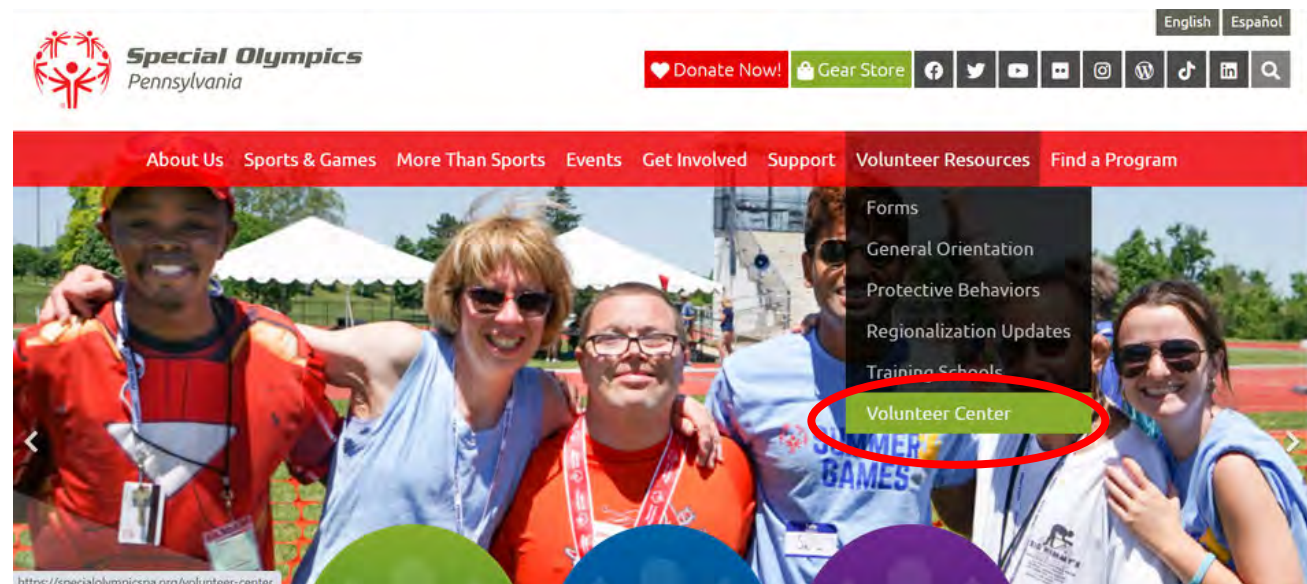 English Español
Special Olympics
Pennsylvania
Donate Now! Gear Store
About Us Sports & Games More Than Sports Events Get Involved Support Volunteer Resources Find a Program
Forms
General Orientation
Protective Behaviors
Regionalization Updates
Training Schools
Volunteer Center
SUMMER
GAMES
https://specialolympicspa.org/volunteer-center